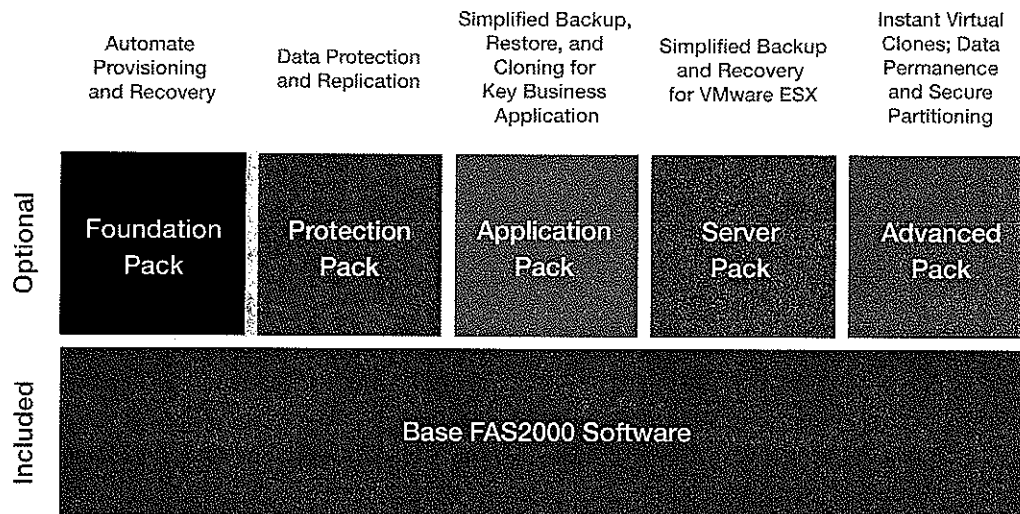 Automate
Provisioning
and Recovery
Data Protection
and Replication
Simplified Backup,
Restore, and
Cloning for
Key Business
Application
Simplified Backup
and Recovery
for VMware ESX
Instant Virtual
Clones; Data
Permanence
and Secure
Partitioning
Optional
Foundation
Pack
Protection
Pack
Application
Pack
Server
Pack
Advanced
Pack
Included
Base FAS2000 Software